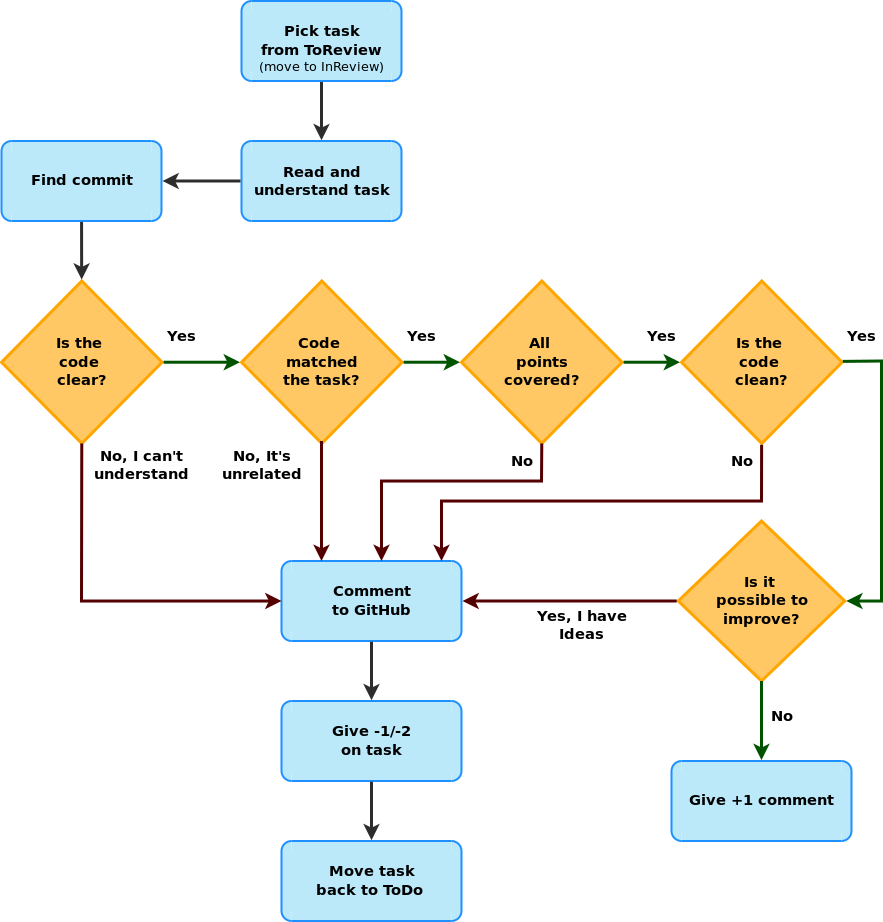 Pick task
from ToReview
(move to InReview)
Find commit
Read and
understand task
Is the
code
clear?
Yes
Code
matched
the task?
Yes
All
points
covered?
Yes
Is the
code
clean?
Yes
No, I can't
understand
No, It's
unrelated
No
No
Comment
to GitHub
Yes, I have
Ideas
Is it
possible to
improve?
Give -1/-2
on task
No
Give +1 comment
Move task
back to ToDo